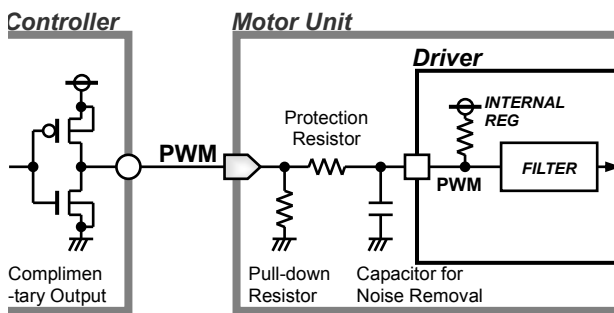 Controller
Motor Unit
Driver
Protection
Resistor
INTERNAL
REG
PWM
PWM
FILTER
Complimen
-tary Output
Pull-down
Resistor
Capacitor for
Noise Removal